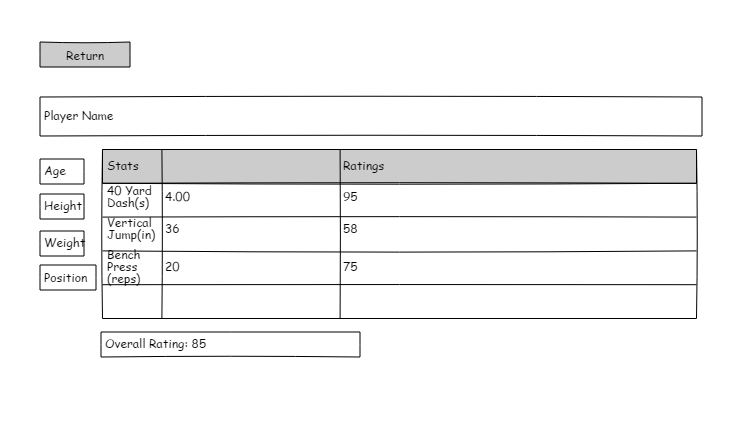 Return
Player Name
Age
Height
Weight
Position
Stats Ratings
40 Yard
Dash(s) 4.00 95
Vertical
Jump(in) 36 58
Bench
Press
(reps) 20 75
Overall Rating: 85